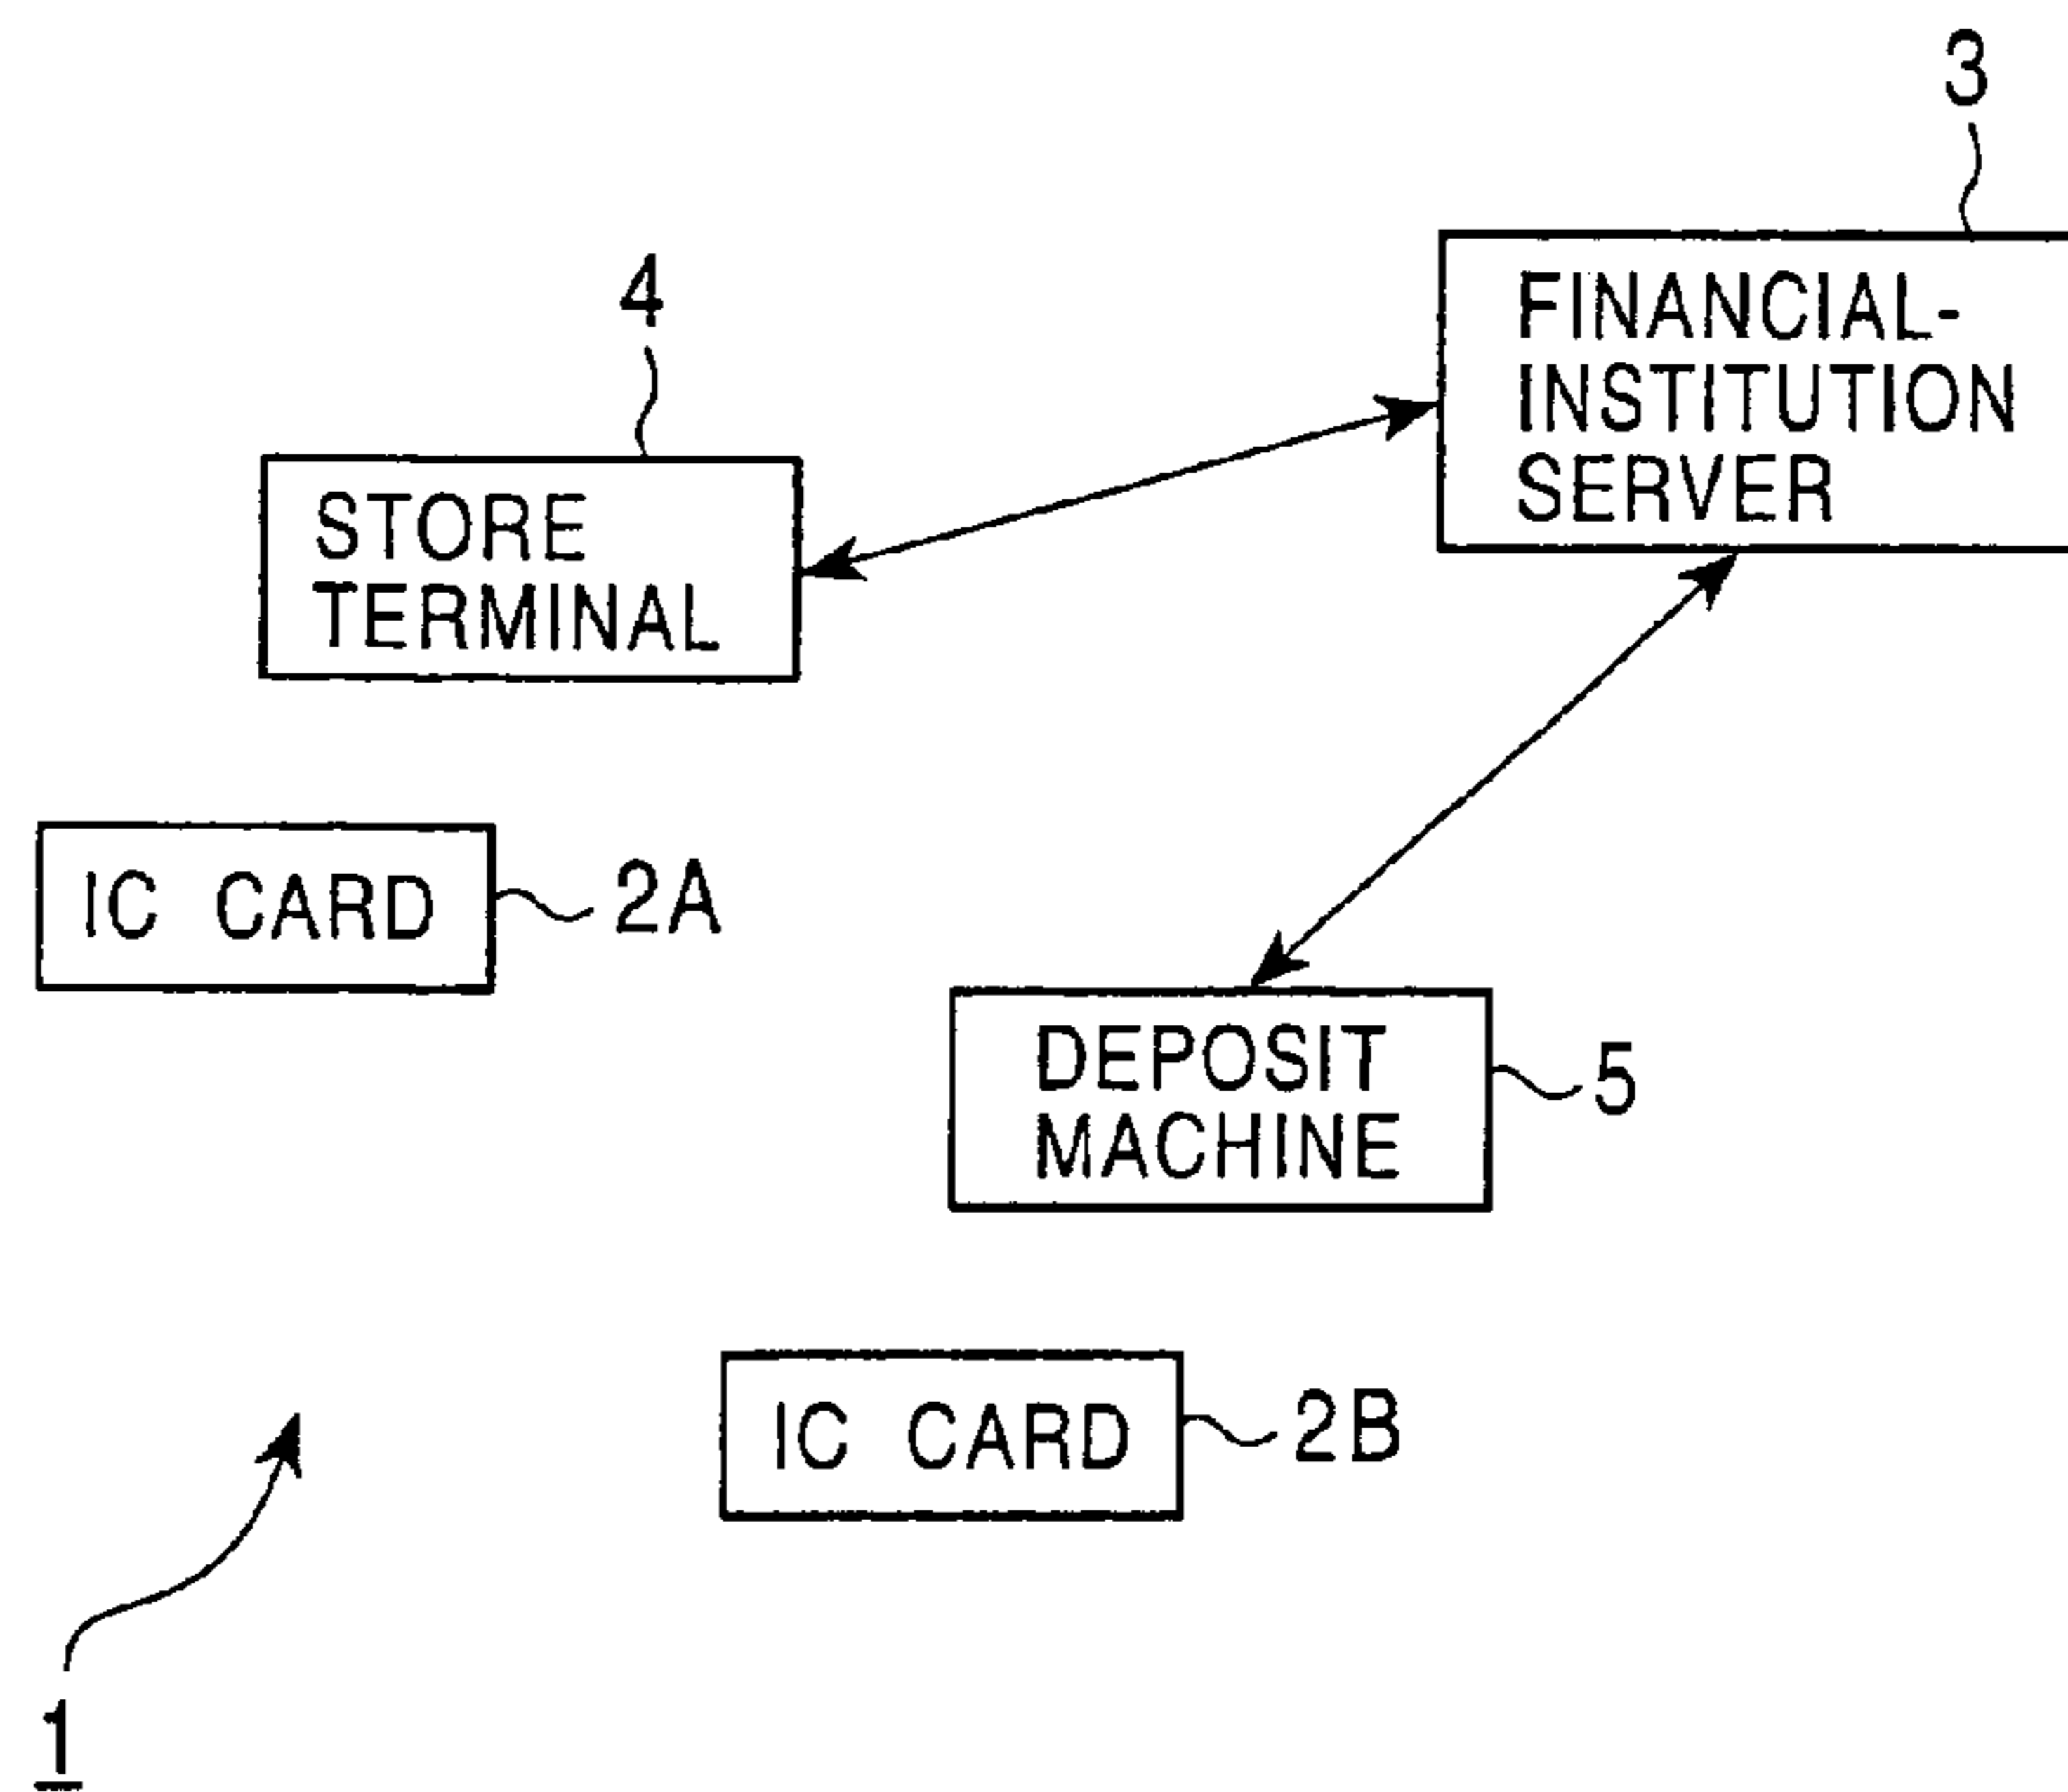 3
FINANCIAL-
INSTITUTION
SERVER
4
STORE
TERMINAL
IC CARD
2A
DEPOSIT
MACHINE
5
IC CARD
2B
1